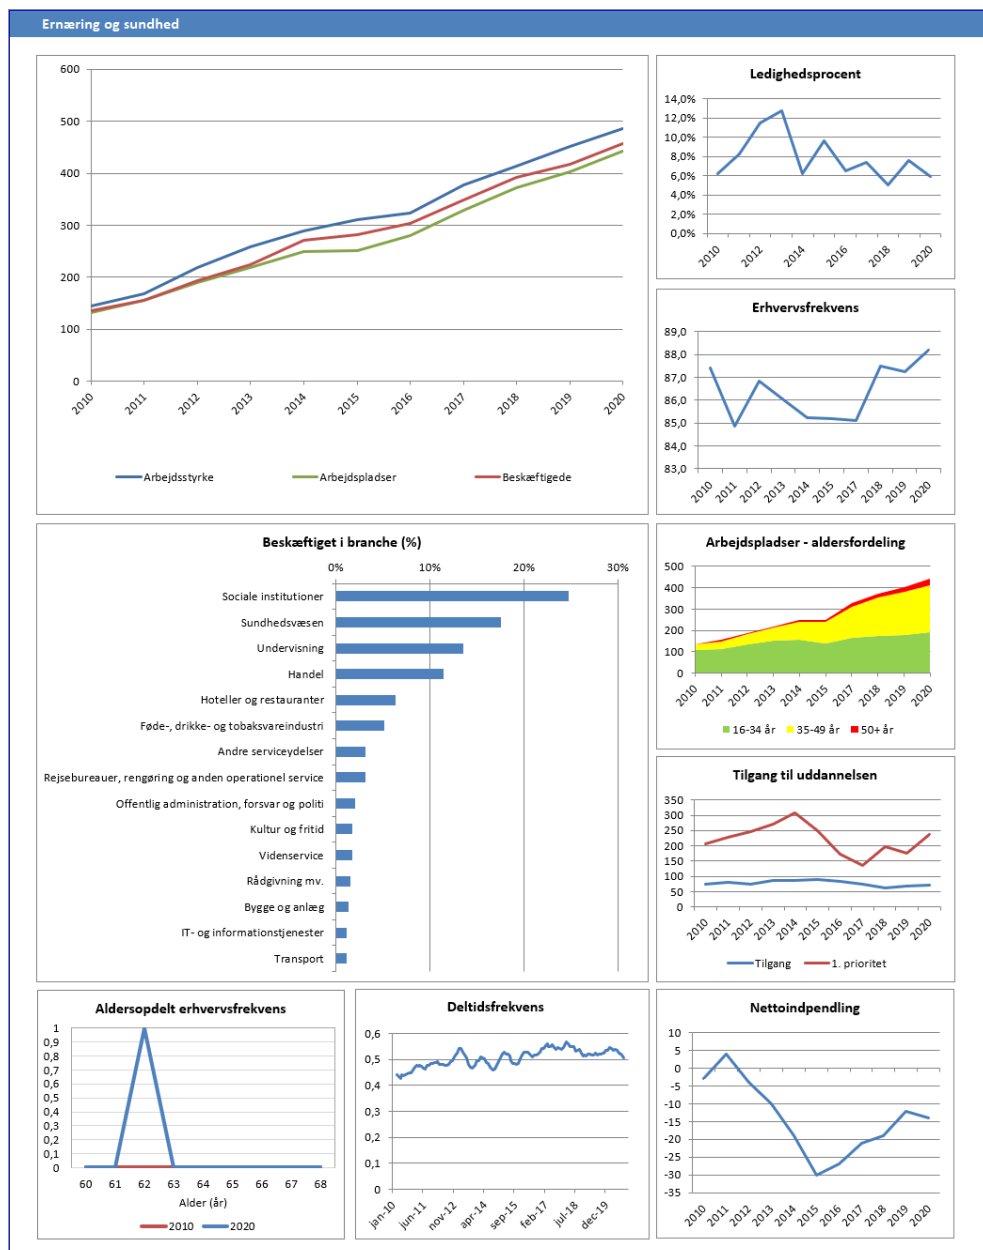 Ernæring og sundhed
600
500
400
300
200
100
0
2010 2011 2012 2013 2014 2015 2016 2017 2018 2019 2020
Arbejdsstyrke Arbejdspladser Beskæftigede
Ledighedsprocent
14,0%
12,0%
10,0%
8,0%
6,0%
4,0%
2,0%
0,0%
2010 2012 2014 2016 2018 2020
Erhvervsfrekvens
89,0
88,0
87,0
86,0
85,0
84,0
83,0
2010 2011 2012 2013 2014 2015 2016 2017 2018 2019 2020
Beskæftiget i branche (%)
0% 10% 20% 30%
Sociale institutioner
Sundhedsvæsen
Undervisning
Handel
Hoteller og restauranter
Føde-, drikke- og tobaksvareindustri
Andre serviceydelser
Rejsebureauer, rengøring og anden operationel service
Offentlig administration, forsvar og politi
Kultur og fritid
Videnservice
Rådgivning mv.
Bygge og anlæg
IT- og informationstjenester
Transport
Arbejdspladser - aldersfordeling
500
400
300
200
100
0
2010 2011 2012 2013 2014 2015 2017 2018 2019 2020
16-34 år 35-49 år 50+ år
Tilgang til uddannelsen
350
300
250
200
150
100
50
0
2010 2011 2012 2013 2014 2015 2016 2017 2018 2019 2020
Tilgang 1. prioritet
Aldersopdelt erhvervsfrekvens
1
0,9
0,8
0,7
0,6
0,5
0,4
0,3
0,2
0,1
0
60 61 62 63 64 65 66 67 68
Alder (år)
2010 2020
Deltidsfrekvens
0,6
0,5
0,4
0,3
0,2
0,1
0
jan-10 jun-11 nov-12 apr-14 sep-15 feb-17 jul-18 dec-19
Nettoindpendling
10
5
0
-5
-10
-15
-20
-25
-30
-35
2010 2011 2012 2013 2014 2015 2016 2017 2018 2019 2020